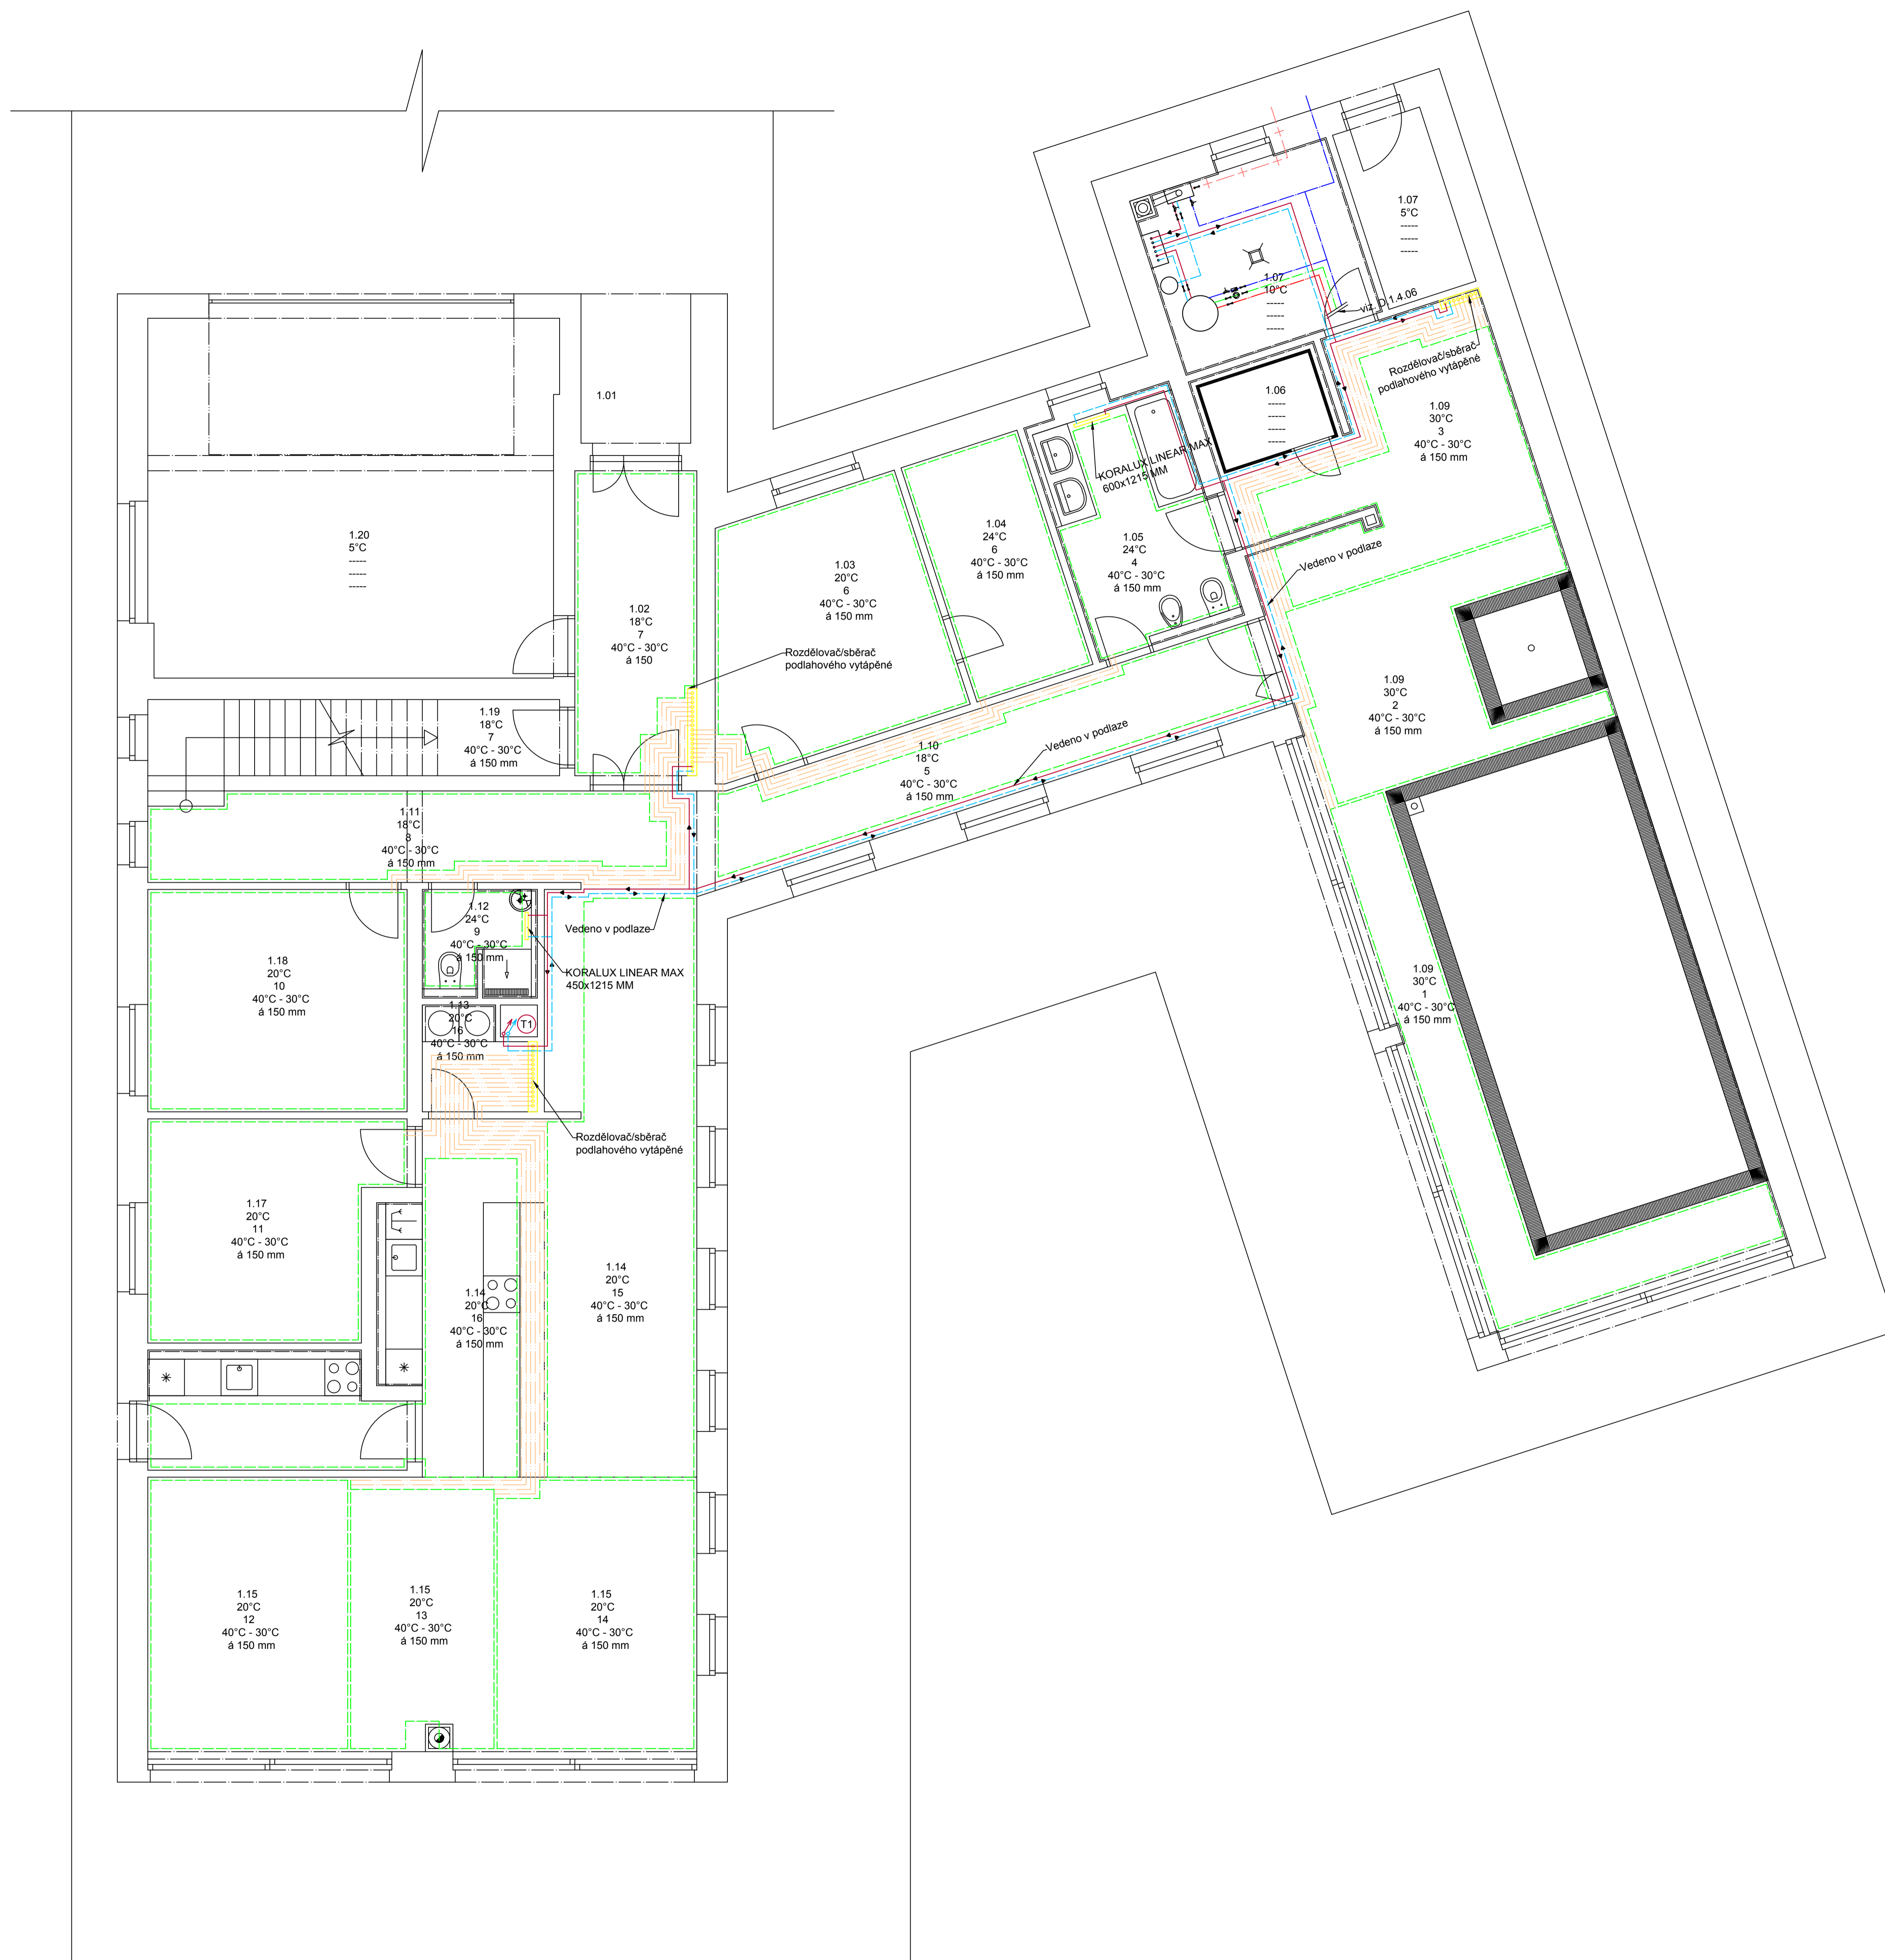 1.07
5°C
-----
-----
-----
1.07
10°C
-----
-----
-----
viz. D.1.4.06
Rozdělovač/sběrač
podlahového vytápěné
1.06
-----
-----
-----
-----
1.09
30°C
3
40°C - 30°C
á 150 mm
1.01
KORALUX LINEAR MAX
600x1215 MM
1.20
5°C
-----
-----
-----
1.04
24°C
6
40°C - 30°C
á 150 mm
1.05
24°C
4
40°C - 30°C
á 150 mm
Vedeno v podlaze
1.03
20°C
6
40°C - 30°C
á 150 mm
1.02
18°C
7
40°C - 30°C
á 150
Rozdělovač/sběrač
podlahového vytápěné
1.09
30°C
2
40°C - 30°C
á 150 mm
1.19
18°C
7
40°C - 30°C
á 150 mm
1.10
18°C
5
40°C - 30°C
á 150 mm
Vedeno v podlaze
1.11
18°C
8
40°C - 30°C
á 150 mm
1.12
24°C
9
40°C - 30°C
á 150 mm
Vedeno v podlaze
KORALUX LINEAR MAX
450x1215 MM
1.18
20°C
10
40°C - 30°C
á 150 mm
1.09
30°C
1
40°C - 30°C
á 150 mm
1.13
20°C
16
40°C - 30°C
á 150 mm
T1
Rozdělovač/sběrač
podlahového vytápěné
1.17
20°C
11
40°C - 30°C
á 150 mm
1.14
20°C
16
40°C - 30°C
á 150 mm
1.14
20°C
15
40°C - 30°C
á 150 mm
1.15
20°C
12
40°C - 30°C
á 150 mm
1.15
20°C
13
40°C - 30°C
á 150 mm
1.15
20°C
14
40°C - 30°C
á 150 mm